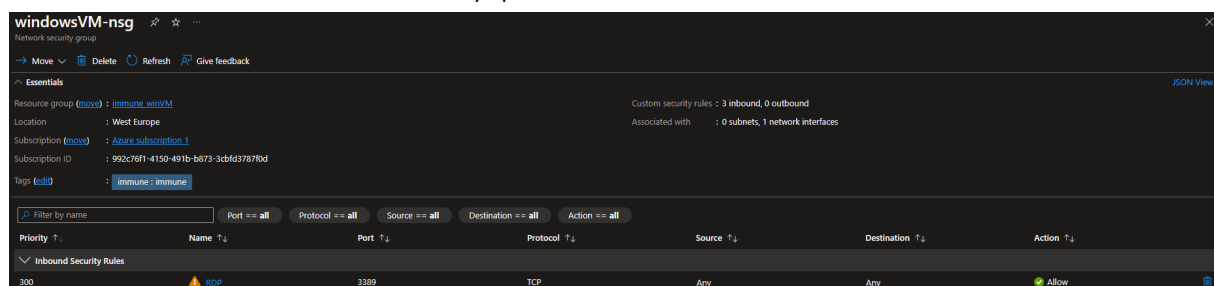 windowsVM-nsg
Network security group
Move Delete Refresh Give feedback
Essentials
JSON View
Resource group (move) : immune_winVM Custom security rules : 3 inbound, 0 outbound
Location : West Europe Associated with : 0 subnets, 1 network interfaces
Subscription (move) : Azure subscription 1
Subscription ID : 992c76f1-4150-491b-b873-3cbfd3787f0d
Tags (edit) : immune : immune
Filter by name Port == all Protocol == all Source == all Destination == all Action == all
Priority Name Port Protocol Source Destination Action
Inbound Security Rules
300 RDP 3389 TCP Any Any Allow